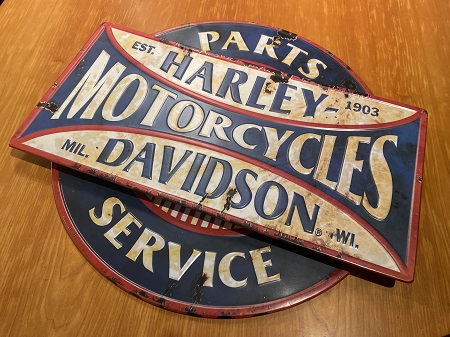 PARTS
EST. HARLEY- 1903
MOTORCYCLES
MIL. DAVIDSON® WI.
SERVICE